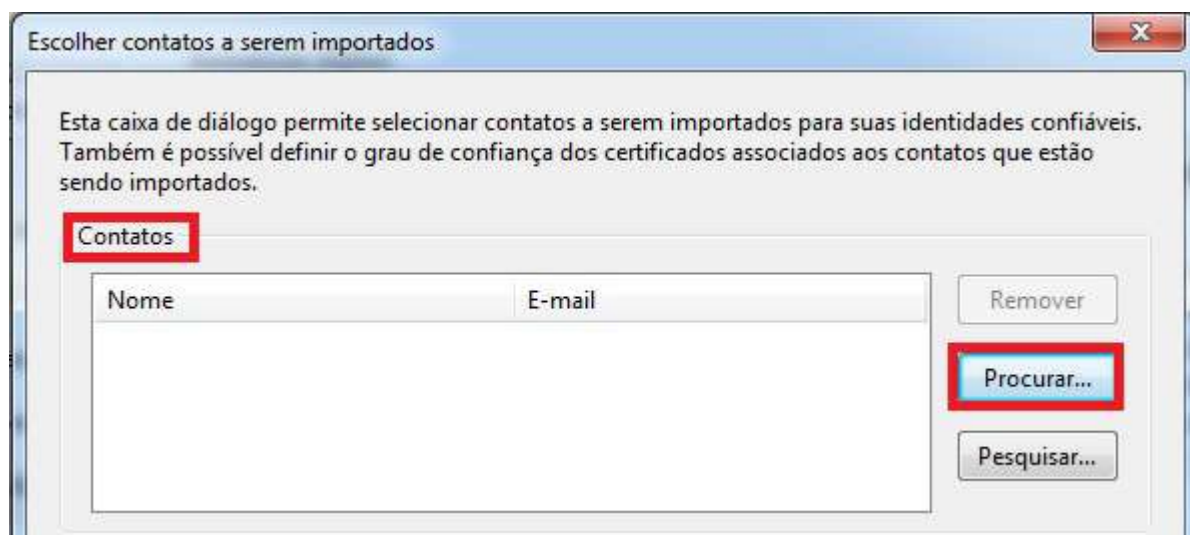 Escolher contatos a serem importados
Esta caixa de diálogo permite selecionar contatos a serem importados para suas identidades confiáveis.
Também é possível definir o grau de confiança dos certificados associados aos contatos que estão
sendo importados.
Contatos
Nome E-mail
Remover
Procurar...
Pesquisar...